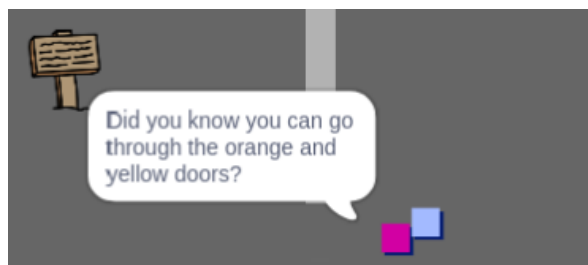 Did you know you can go
through the orange and
yellow doors?